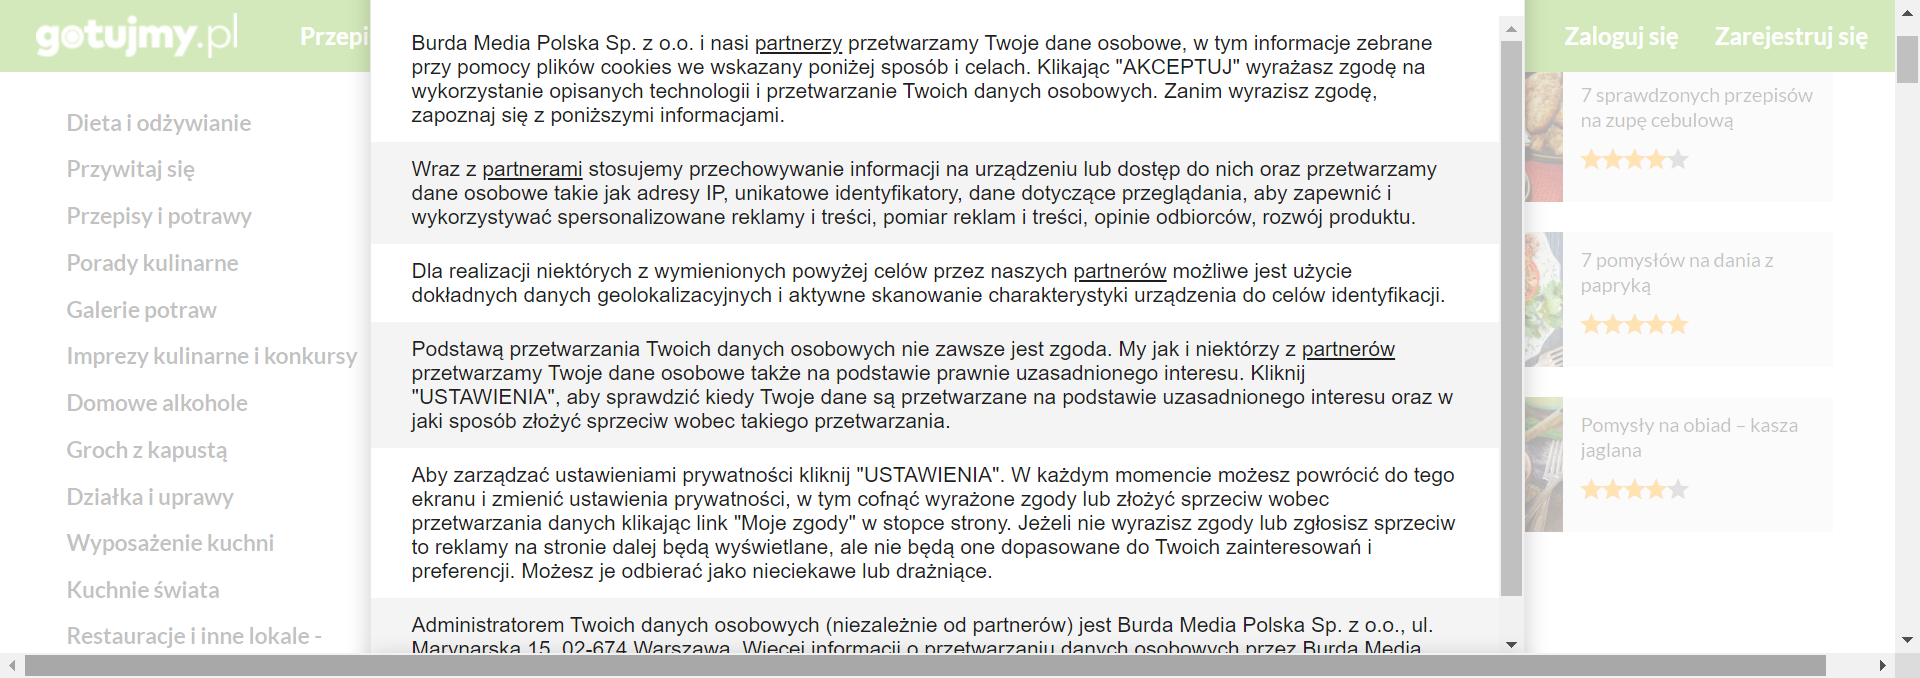 gotujmy.pl
Przepi
Zaloguj się
Zarejestruj się
Dieta i odżywianie
Przywitaj się
Przepisy i potrawy
Porady kulinarne
Galerie potraw
Imprezy kulinarne i konkursy
Domowe alkohole
Groch z kapustą
Działka i uprawy
Wyposażenie kuchni
Kuchnie świata
Restauracje i inne lokale -
Burda Media Polska Sp. z o.o. i nasi partnerzy przetwarzamy Twoje dane osobowe, w tym informacje zebrane
przy pomocy plików cookies we wskazany poniżej sposób i celach. Klikając "AKCEPTUJ" wyrażasz zgodę na
wykorzystanie opisanych technologii i przetwarzanie Twoich danych osobowych. Zanim wyrazisz zgodę,
zapoznaj się z poniższymi informacjami.
Wraz z partnerami stosujemy przechowywanie informacji na urządzeniu lub dostęp do nich oraz przetwarzamy
dane osobowe takie jak adresy IP, unikatowe identyfikatory, dane dotyczące przeglądania, aby zapewnić i
wykorzystywać spersonalizowane reklamy i treści, pomiar reklam i treści, opinie odbiorców, rozwój produktu.
Dla realizacji niektórych z wymienionych powyżej celów przez naszych partnerów możliwe jest użycie
dokładnych danych geolokalizacyjnych i aktywne skanowanie charakterystyki urządzenia do celów identyfikacji.
Podstawą przetwarzania Twoich danych osobowych nie zawsze jest zgoda. My jak i niektórzy z partnerów
przetwarzamy Twoje dane osobowe także na podstawie prawnie uzasadnionego interesu. Kliknij
"USTAWIENIA", aby sprawdzić kiedy Twoje dane są przetwarzane na podstawie uzasadnionego interesu oraz w
jaki sposób złożyć sprzeciw wobec takiego przetwarzania.
Aby zarządzać ustawieniami prywatności kliknij "USTAWIENIA". W każdym momencie możesz powrócić do tego
ekranu i zmienić ustawienia prywatności, w tym cofnąć wyrażone zgody lub złożyć sprzeciw wobec
przetwarzania danych klikając link "Moje zgody" w stopce strony. Jeżeli nie wyrazisz zgody lub zgłosisz sprzeciw
to reklamy na stronie dalej będą wyświetlane, ale nie będą one dopasowane do Twoich zainteresowań i
preferencji. Możesz je odbierać jako nieciekawe lub drażniące.
Administratorem Twoich danych osobowych (niezależnie od partnerów) jest Burda Media Polska Sp. z o.o., ul.
Marynarska 15, 02-674 Warszawa. Więcej informacji o przetwarzaniu danych osobowych przez Burda Media
7 sprawdzonych przepisów
na zupę cebulową
7 pomysłów na dania z
papryką
Pomysły na obiad – kasza
jaglana